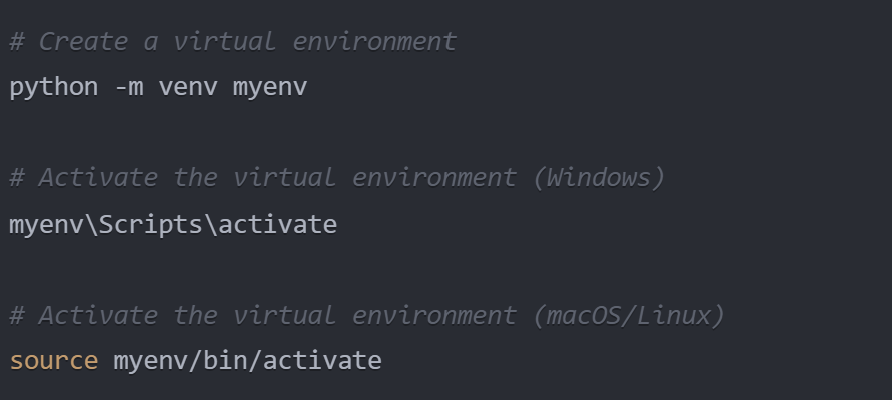 # Create a virtual environment
python -m venv myenv
# Activate the virtual environment (Windows)
myenv\Scripts\activate
# Activate the virtual environment (macOS/Linux)
source myenv/bin/activate